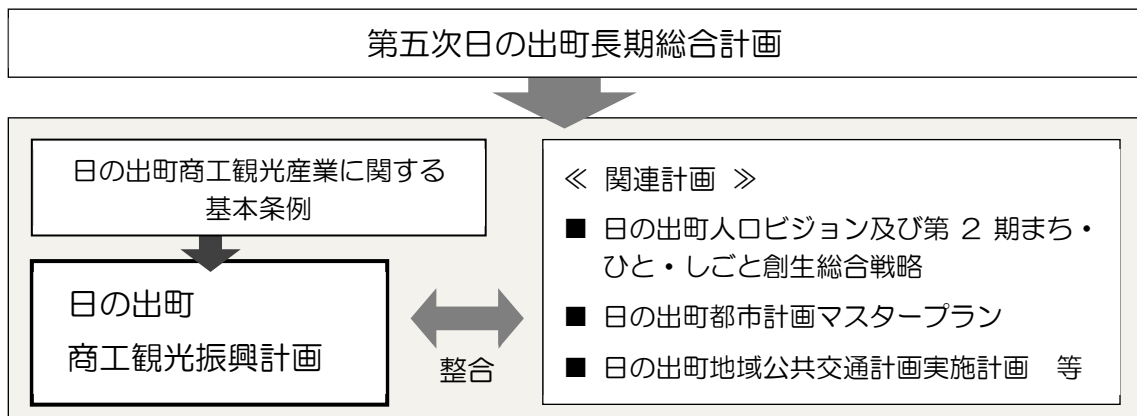 第五次日の出町長期総合計画
日の出町商工観光産業に関する
基本条例
日の出町
商工観光振興計画
整合
≪ 関連計画 ≫
■ 日の出町人口ビジョン及び第 2 期まち・
ひと・しごと創生総合戦略
■ 日の出町都市計画マスタープラン
■ 日の出町地域公共交通計画実施計画　等